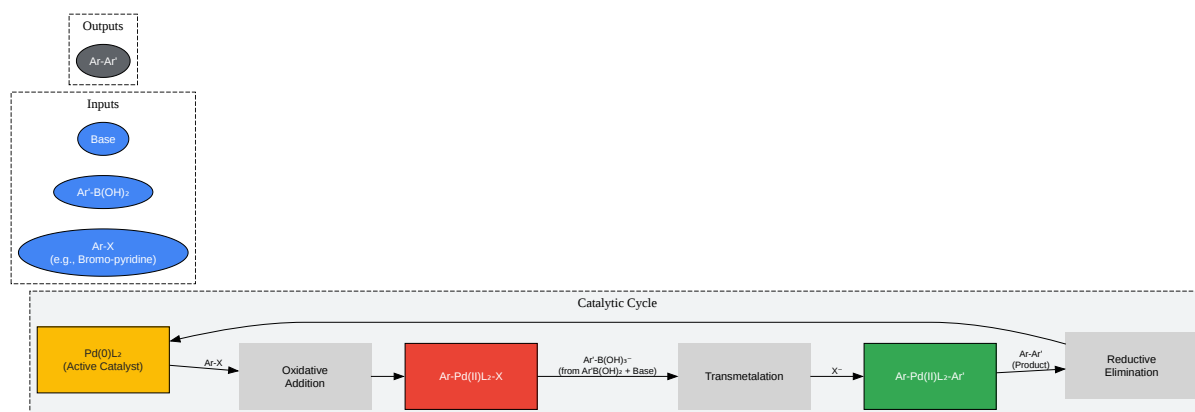 Outputs
Ar-Ar'
Inputs
Base
Ar'-B(OH)₂
Ar-X
(e.g., Bromo-pyridine)
Catalytic Cycle
Pd(0)L₂
(Active Catalyst)
Ar-X
Oxidative
Addition
Ar-Pd(II)L₂-X
Ar'-B(OH)₃⁻
(from Ar'B(OH)₂ + Base)
Transmetalation
X⁻
Ar-Pd(II)L₂-Ar'
Ar-Ar'
(Product)
Reductive
Elimination